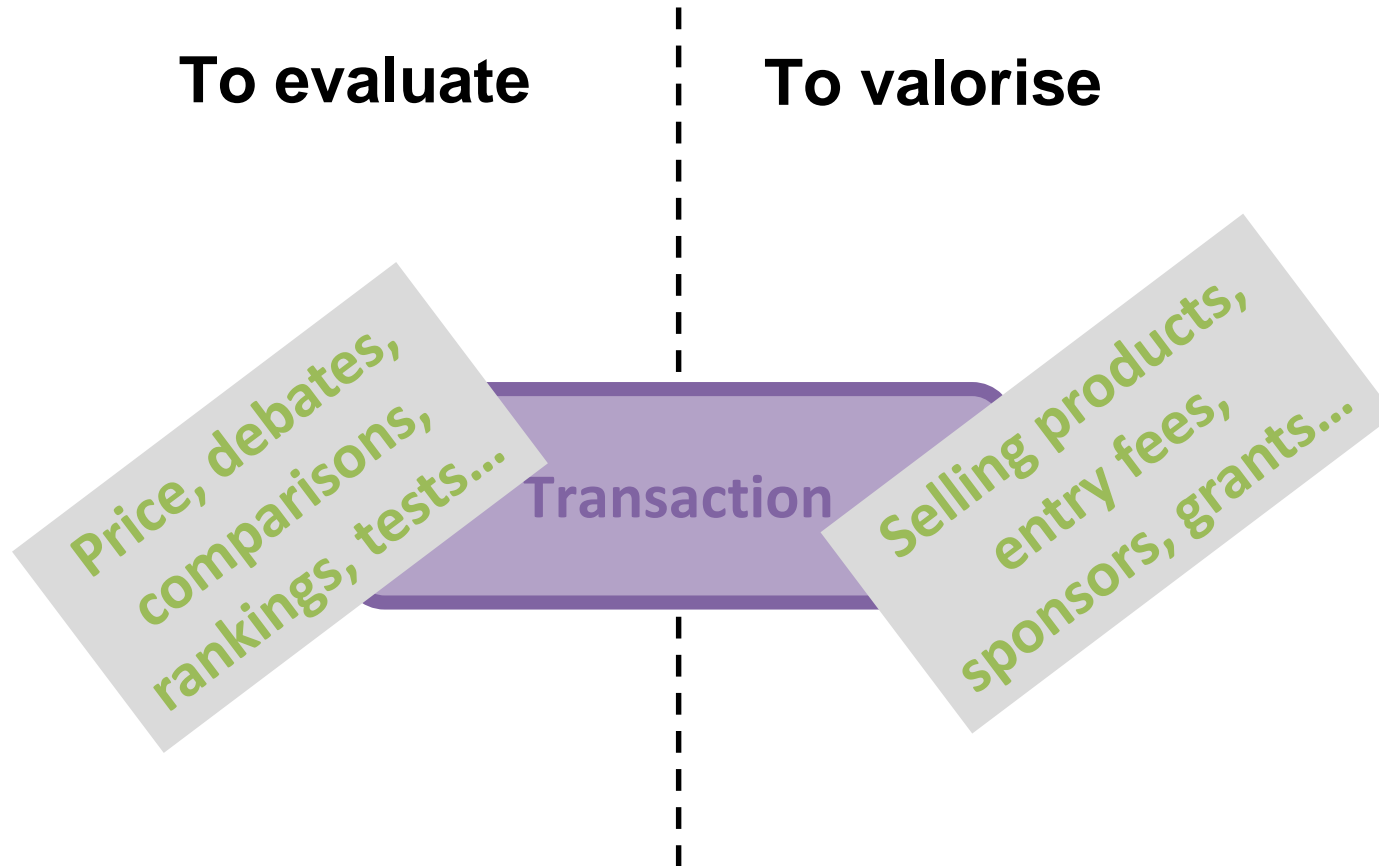 To evaluate
To valorise
Price, debates,
comparisons,
rankings, tests…
Transaction
Selling products,
entry fees,
sponsors, grants…